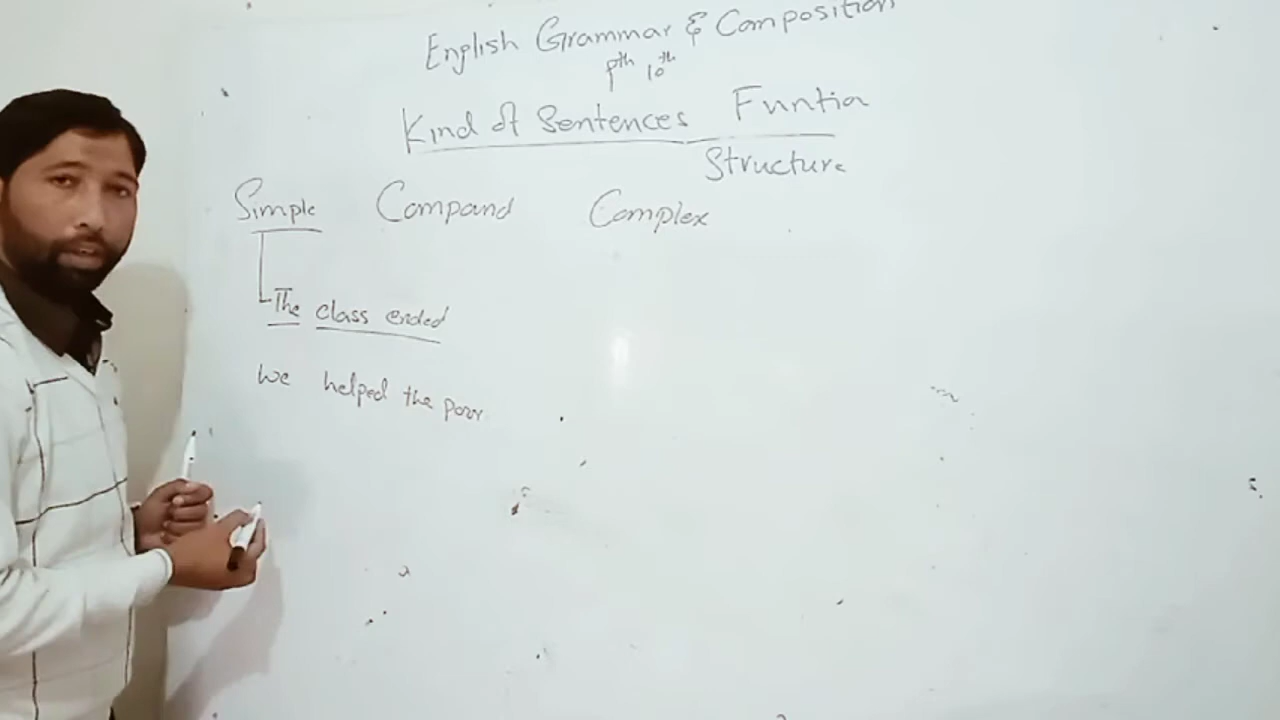 English Grammar & Composition
9th 10th
Kind of Sentences Funtion
Structure
Simple Compound Complex
The class ended
We helped the poor